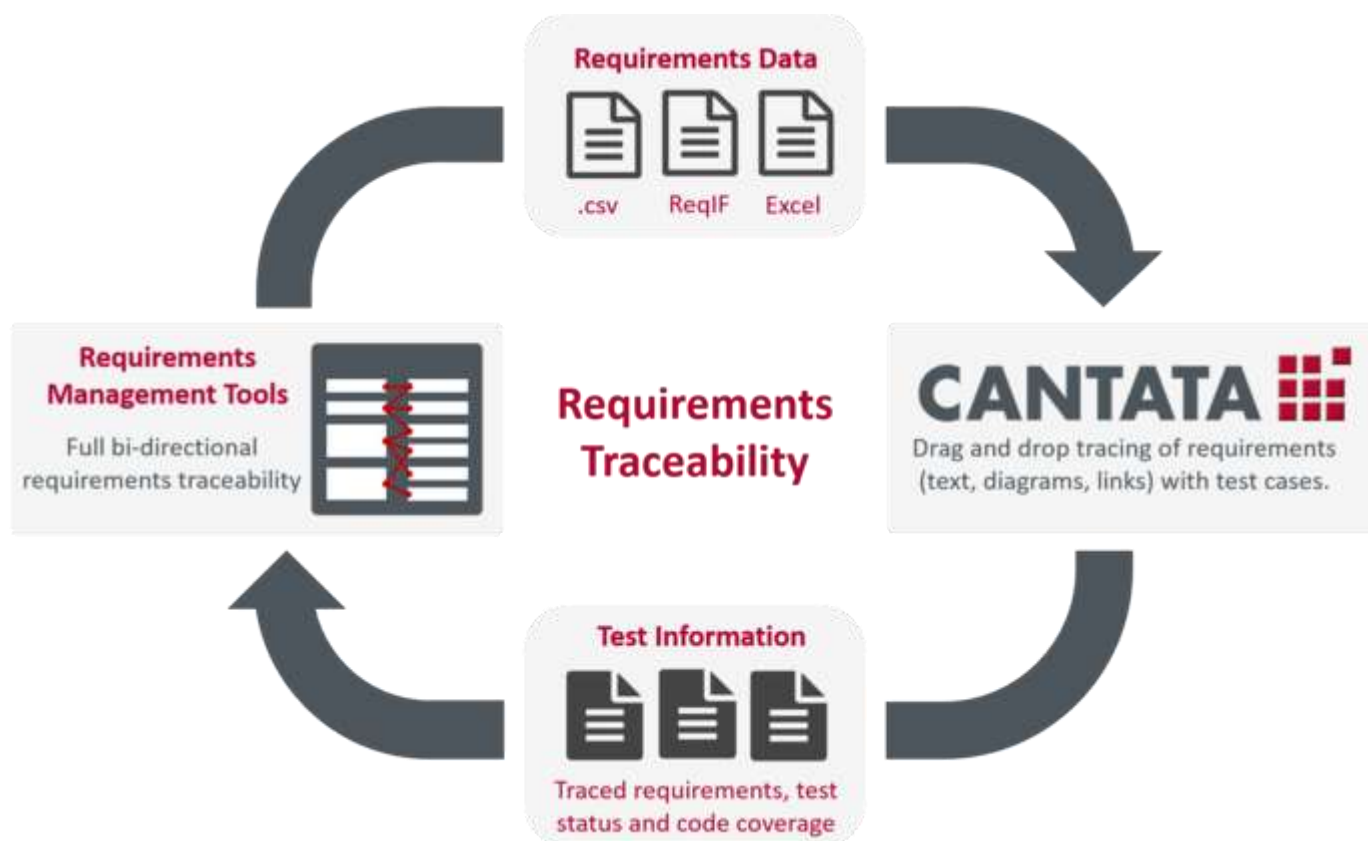 Requirements Data
.csv ReqIF Excel
Requirements
Management Tools
Full bi-directional
requirements traceability
Requirements
Traceability
CANTATA
Drag and drop tracing of requirements
(text, diagrams, links) with test cases.
Test Information
Traced requirements, test
status and code coverage